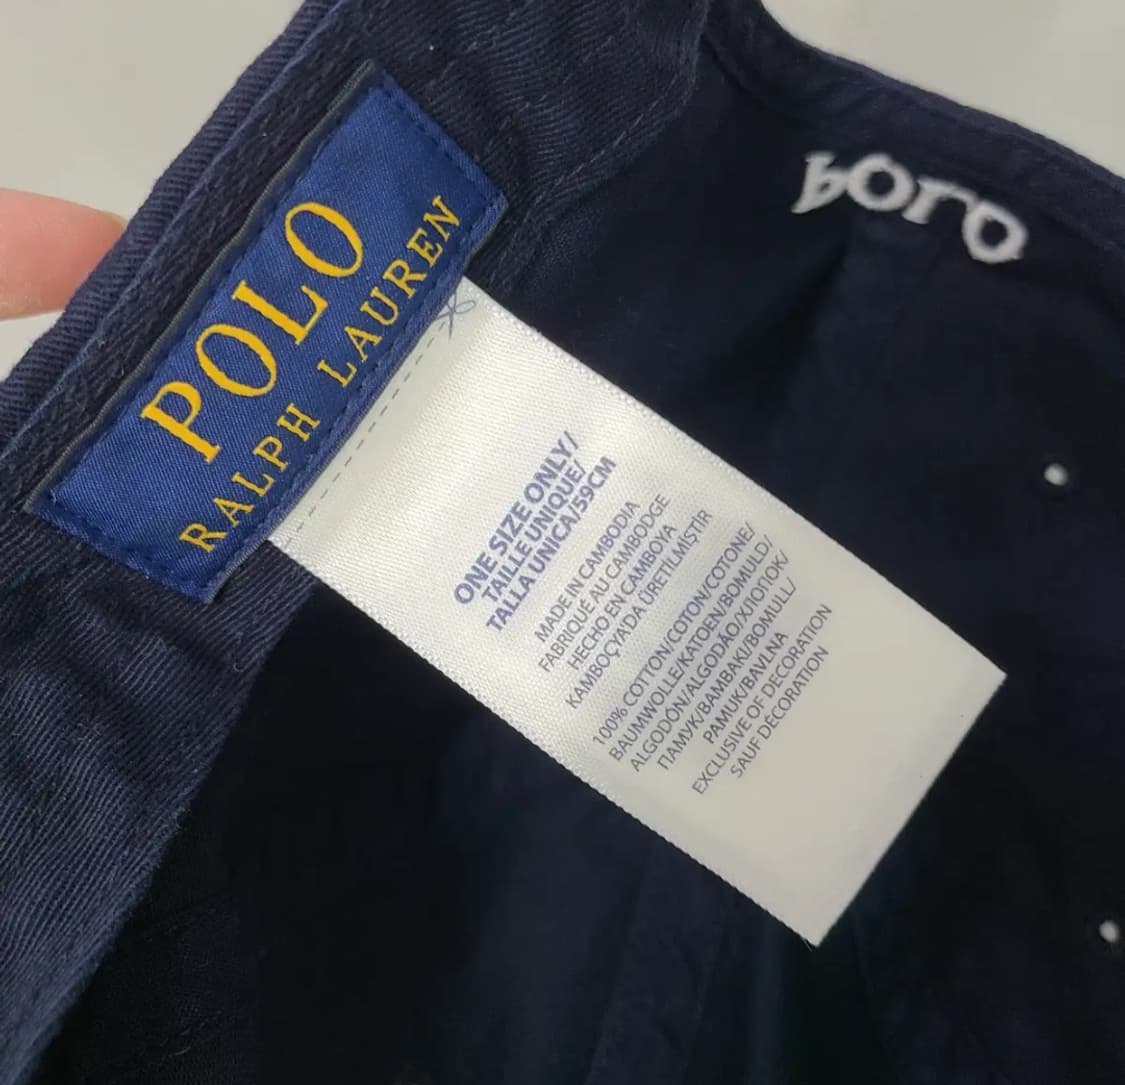 POLO
RALPH LAUREN
polo
ONE SIZE ONLY/
TAILLE UNIQUE/
TALLA UNICA/59CM
MADE IN CAMBODIA
FABRIQUÉ AU CAMBODGE
HECHO EN CAMBOYA
KAMBOÇYA'DA ÜRETİLMİŞTİR
100% COTTON/COTON/COTONE/
BAUMWOLLE/KATOEN/BOMULD/
ALGODÓN/ALGODÃO/ХЛОПОК/
ПАМУК/BAMBAKI/BOMULL/
PAMUK/BAVLNA
EXCLUSIVE OF DECORATION
SAUF DÉCORATION